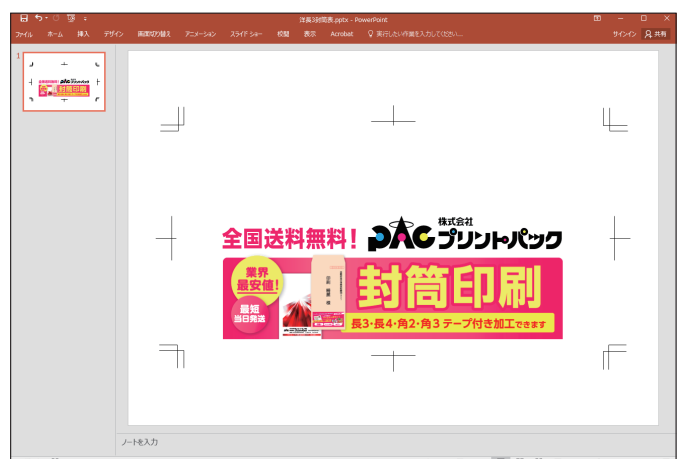 洋長3封筒表.pptx - PowerPoint
ファイル ホーム 挿入 デザイン 画面切り替え アニメーション スライド ショー 校閲 表示 Acrobat 実行したい作業を入力してください... サインイン 共有
1
全国送料無料! pAC 株式会社
プリントパック
業界
最安値!
最短
当日発送
封筒印刷
長3・長4・角2・角3 テープ付き加工できます
ノートを入力